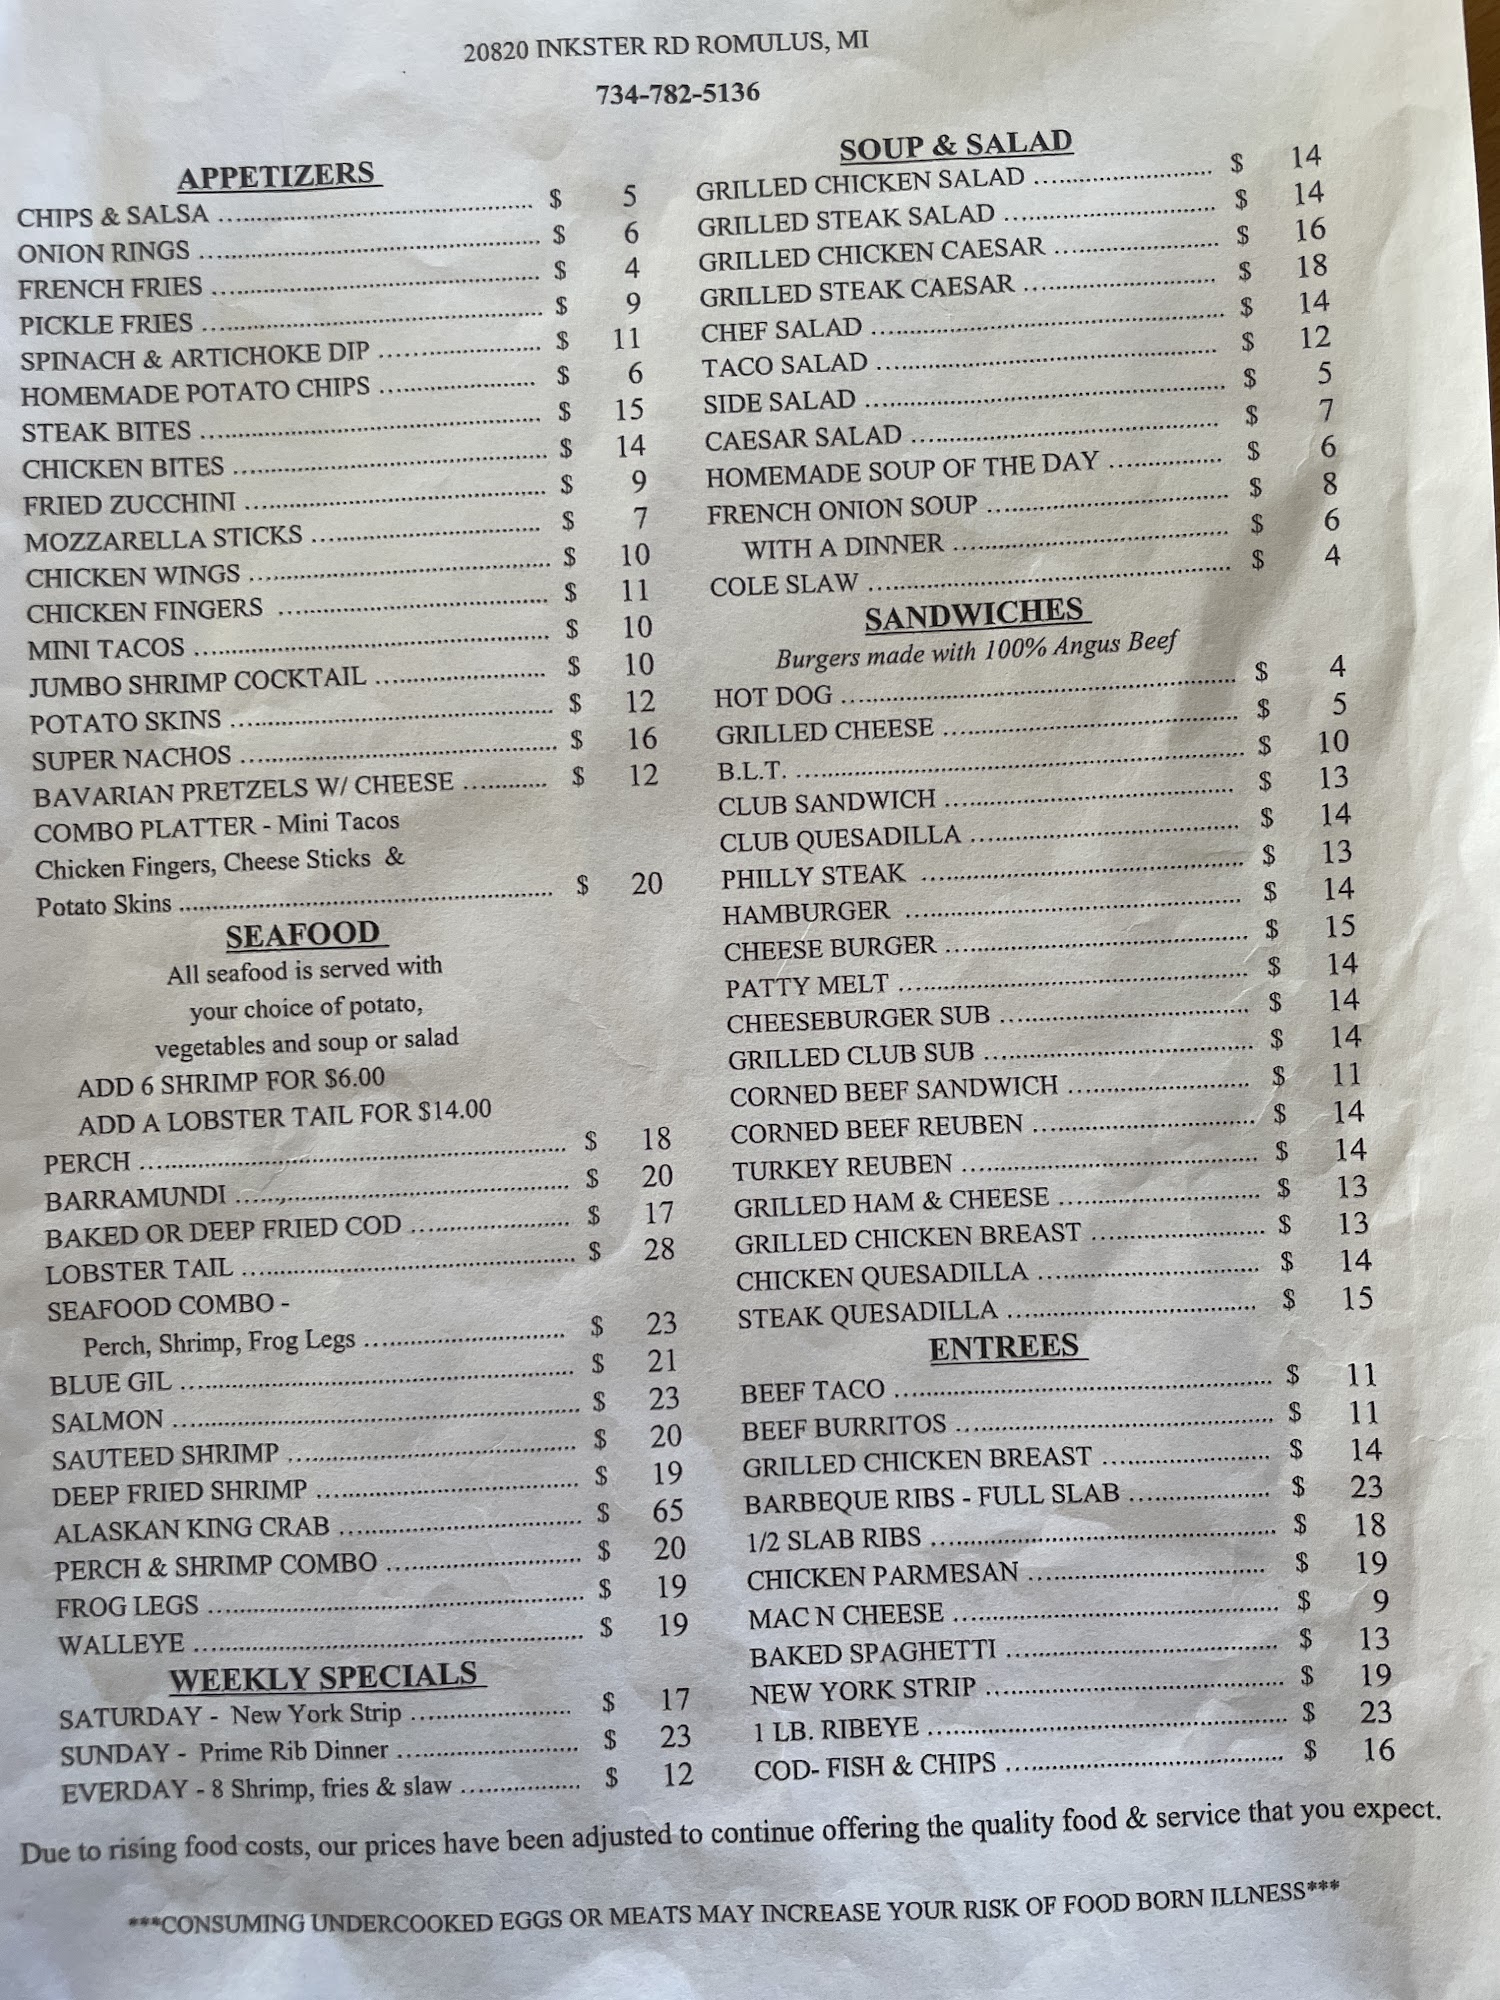 20820 INKSTER RD ROMULUS, MI
734-782-5136
APPETIZERS
CHIPS & SALSA ........ $ 5
ONION RINGS ........ $ 6
FRENCH FRIES ........ $ 4
PICKLE FRIES ........ $ 9
SPINACH & ARTICHOKE DIP ........ $ 11
HOMEMADE POTATO CHIPS ........ $ 6
STEAK BITES ........ $ 15
CHICKEN BITES ........ $ 14
FRIED ZUCCHINI ........ $ 9
MOZZARELLA STICKS ........ $ 7
CHICKEN WINGS ........ $ 10
CHICKEN FINGERS ........ $ 11
MINI TACOS ........ $ 10
JUMBO SHRIMP COCKTAIL ........ $ 10
POTATO SKINS ........ $ 12
SUPER NACHOS ........ $ 16
BAVARIAN PRETZELS W/ CHEESE ........ $ 12
COMBO PLATTER - Mini Tacos
Chicken Fingers, Cheese Sticks &
Potato Skins ........ $ 20
SEAFOOD
All seafood is served with
your choice of potato,
vegetables and soup or salad
ADD 6 SHRIMP FOR $6.00
ADD A LOBSTER TAIL FOR $14.00
PERCH ........ $ 18
BARRAMUNDI ........ $ 20
BAKED OR DEEP FRIED COD ........ $ 17
LOBSTER TAIL ........ $ 28
SEAFOOD COMBO -
Perch, Shrimp, Frog Legs ........ $ 23
BLUE GIL ........ $ 21
SALMON ........ $ 23
SAUTEED SHRIMP ........ $ 20
DEEP FRIED SHRIMP ........ $ 19
ALASKAN KING CRAB ........ $ 65
PERCH & SHRIMP COMBO ........ $ 20
FROG LEGS ........ $ 19
WALLEYE ........ $ 19
WEEKLY SPECIALS
SATURDAY - New York Strip ........ $ 17
SUNDAY - Prime Rib Dinner ........ $ 23
EVERDAY - 8 Shrimp, fries & slaw ........ $ 12
SOUP & SALAD
GRILLED CHICKEN SALAD ........ $ 14
GRILLED STEAK SALAD ........ $ 14
GRILLED CHICKEN CAESAR ........ $ 16
GRILLED STEAK CAESAR ........ $ 18
CHEF SALAD ........ $ 14
TACO SALAD ........ $ 12
SIDE SALAD ........ $ 5
CAESAR SALAD ........ $ 7
HOMEMADE SOUP OF THE DAY ........ $ 6
FRENCH ONION SOUP ........ $ 8
WITH A DINNER ........ $ 6
COLE SLAW ........ $ 4
SANDWICHES
Burgers made with 100% Angus Beef
HOT DOG ........ $ 4
GRILLED CHEESE ........ $ 5
B.L.T. ........ $ 10
CLUB SANDWICH ........ $ 13
CLUB QUESADILLA ........ $ 14
PHILLY STEAK ........ $ 13
HAMBURGER ........ $ 14
CHEESE BURGER ........ $ 15
PATTY MELT ........ $ 14
CHEESEBURGER SUB ........ $ 14
GRILLED CLUB SUB ........ $ 14
CORNED BEEF SANDWICH ........ $ 11
CORNED BEEF REUBEN ........ $ 14
TURKEY REUBEN ........ $ 14
GRILLED HAM & CHEESE ........ $ 13
GRILLED CHICKEN BREAST ........ $ 13
CHICKEN QUESADILLA ........ $ 14
STEAK QUESADILLA ........ $ 15
ENTREES
BEEF TACO ........ $ 11
BEEF BURRITOS ........ $ 11
GRILLED CHICKEN BREAST ........ $ 14
BARBEQUE RIBS - FULL SLAB ........ $ 23
1/2 SLAB RIBS ........ $ 18
CHICKEN PARMESAN ........ $ 19
MAC N CHEESE ........ $ 9
BAKED SPAGHETTI ........ $ 13
NEW YORK STRIP ........ $ 19
1 LB. RIBEYE ........ $ 23
COD- FISH & CHIPS ........ $ 16
Due to rising food costs, our prices have been adjusted to continue offering the quality food & service that you expect.
***CONSUMING UNDERCOOKED EGGS OR MEATS MAY INCREASE YOUR RISK OF FOOD BORN ILLNESS***